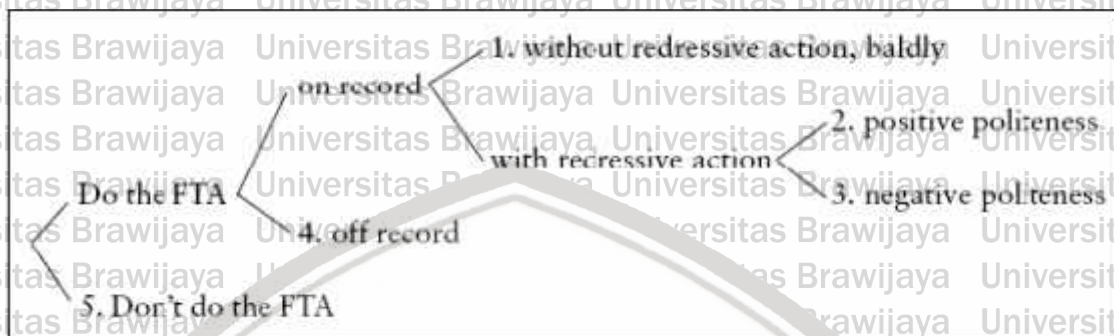 1. without redressive action, baldly
on record
2. positive politeness
with redressive action
Do the FTA
3. negative politeness
4. off record
5. Don't do the FTA